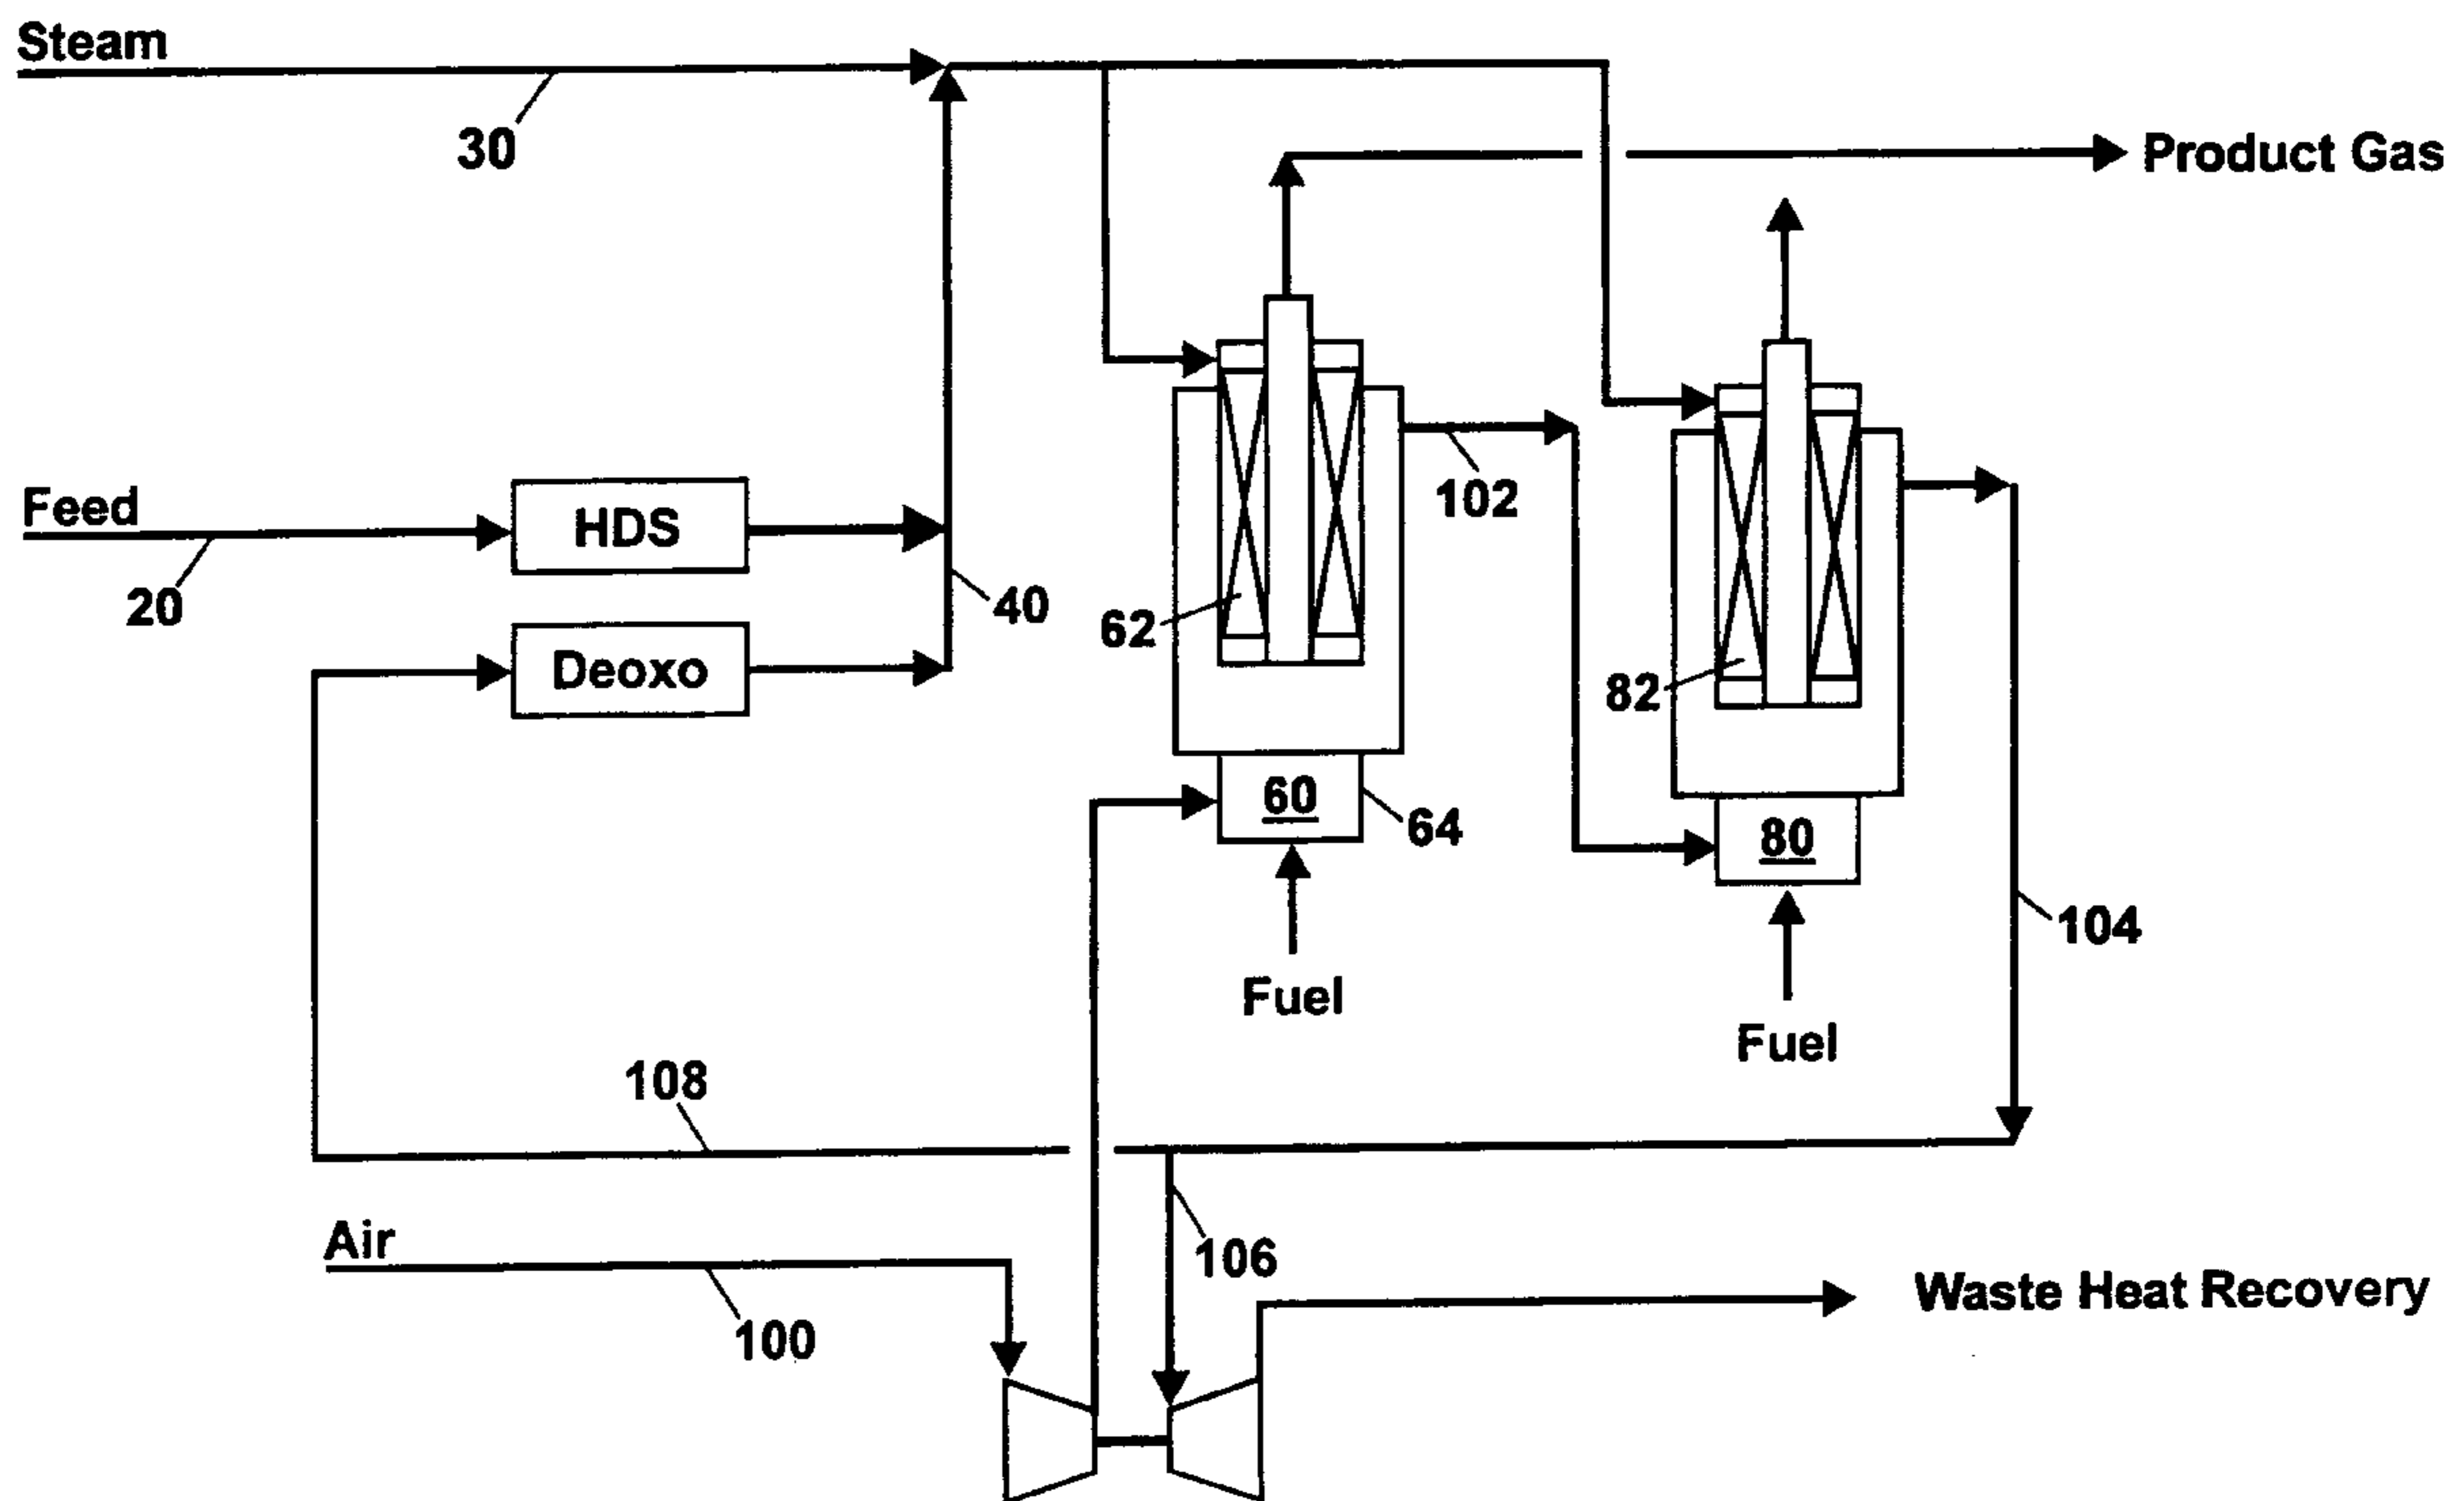 Steam
30
Product Gas
Feed
HDS
20
40
102
62
Deoxo
82
60
64
80
104
Fuel
Fuel
108
Air
106
100
Waste Heat Recovery